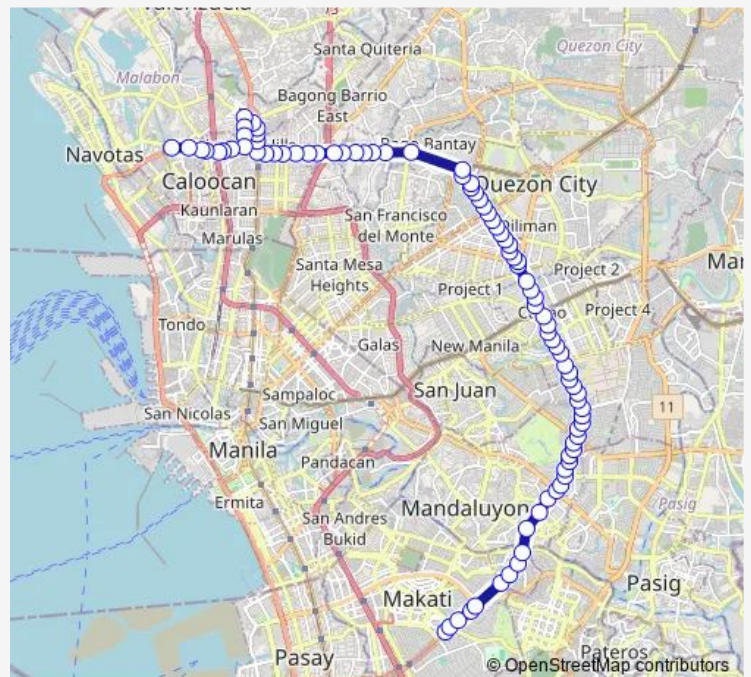 Santa Quiteria
Quezon City
Malabon
Bagong Barrio
East
Bantay
Navotas
Caloocan
Quezon City
Kaunlaran
San Francisco
del Monte
Diliman
Marulas
Santa Mesa
Heights
Project 2
Project 1
Project 4
Tondo
Galas
New Manila
Sampaloc
San Juan
San Nicolas
San Miguel
11
Manila
Pandacan
Ermita
Mandaluyon
Pasig
San Andres
Bukid
Makati
Pasig
Pasay
Pateros
© OpenStreetMap contributors